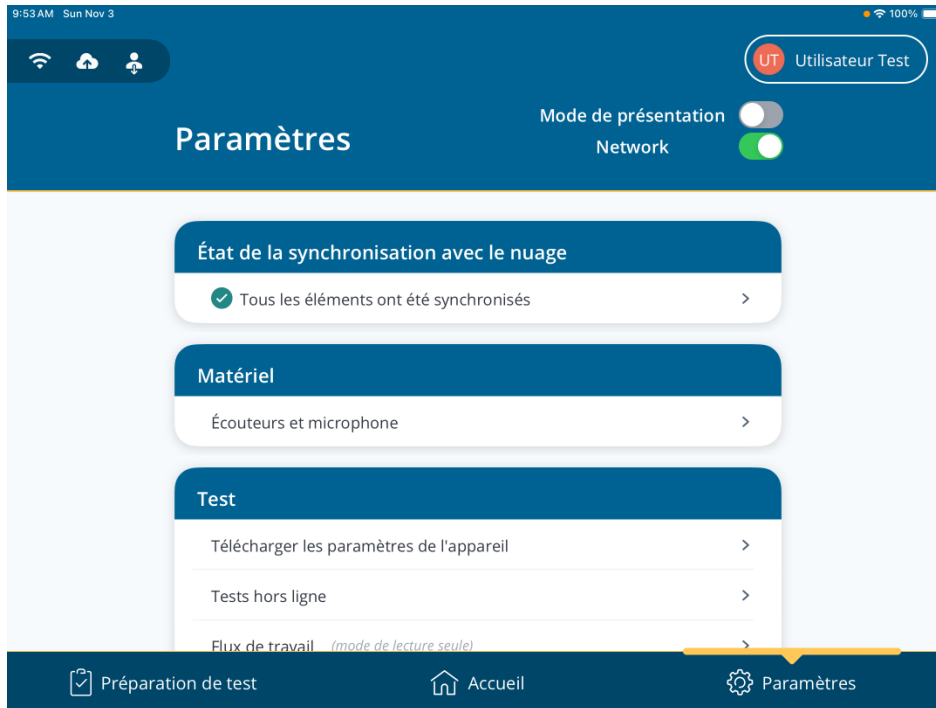 9:53 AM Sun Nov 3
100%
UT Utilisateur Test
Mode de présentation
Paramètres
Network
État de la synchronisation avec le nuage
Tous les éléments ont été synchronisés
Matériel
Écouteurs et microphone
Test
Télécharger les paramètres de l'appareil
Tests hors ligne
Flux de travail (mode de lecture seule)
Préparation de test
Accueil
Paramètres